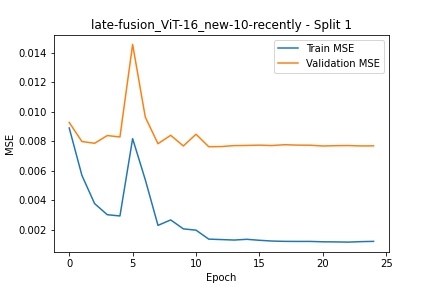 late-fusion_ViT-16_new-10-recently - Split 1
Train MSE
Validation MSE
0.014
0.012
0.010
0.008
0.006
0.004
0.002
MSE
0 5 10 15 20 25
Epoch